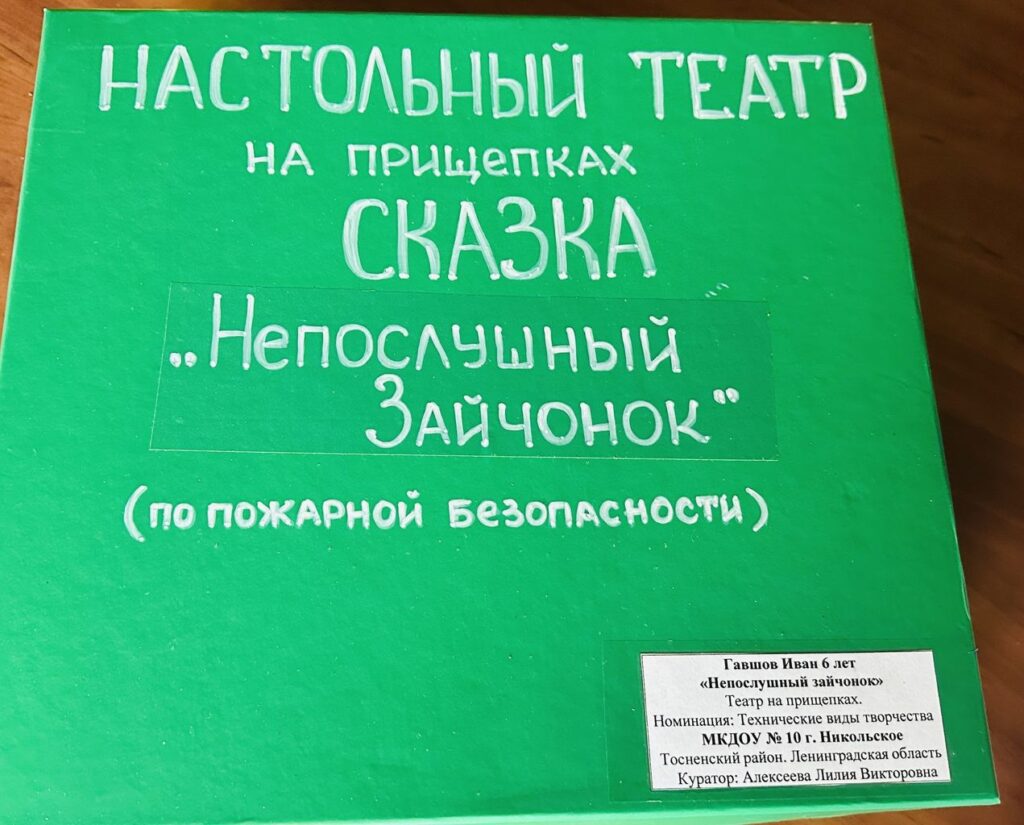 НАСТОЛЬНЫЙ ТЕАТР
НА ПРИЩЕПКАХ
СКАЗКА
„Непослушный
Зайчонок"
(ПО ПОЖАРНОЙ БЕЗОПАСНОСТИ)
Гавшов Иван 6 лет
«Непослушный зайчонок»
Театр на прищепках.
Номинация: Технические виды творчества
МКДОУ № 10 г. Никольское
Тосненский район. Ленинградская область
Куратор: Алексеева Лилия Викторовна